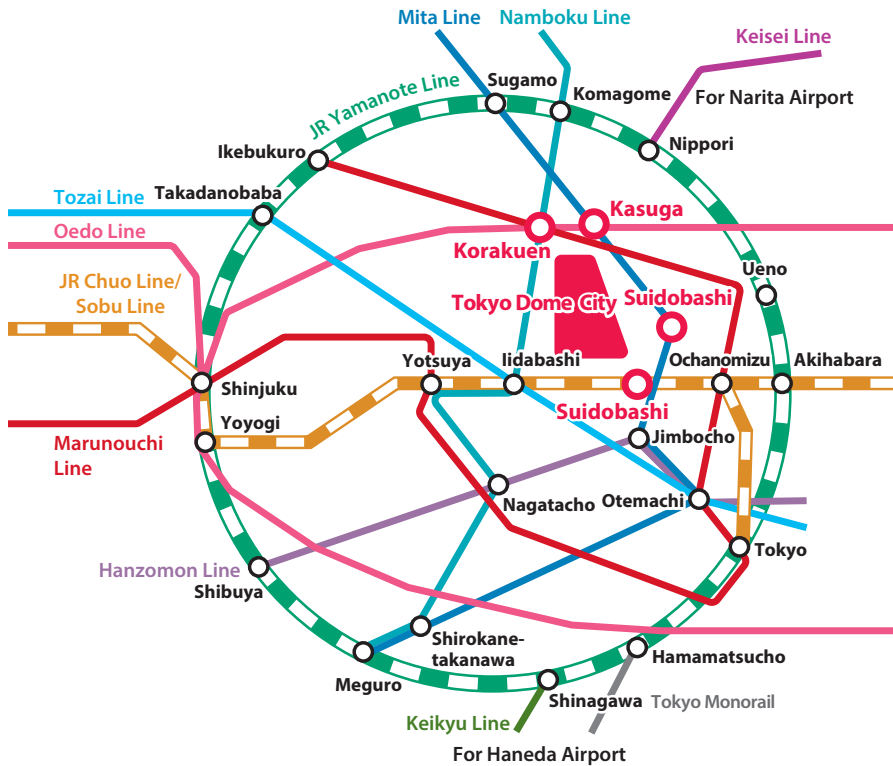 Mita Line
Namboku Line
Keisei Line
For Narita Airport
JR Yamanote Line
Sugamo
Komagome
Nippori
Ikebukuro
Takadanobaba
Tozai Line
Oedo Line
Kasuga
Korakuen
Ueno
JR Chuo Line/
Sobu Line
Tokyo Dome City
Suidobashi
Yotsuya
Iidabashi
Ochanomizu
Akihabara
Shinjuku
Suidobashi
Yoyogi
Marunouchi
Line
Jimbocho
Nagatacho
Otemachi
Tokyo
Hanzomon Line
Shibuya
Shirokane-
takanawa
Hamamatsucho
Meguro
Shinagawa
Tokyo Monorail
Keikyu Line
For Haneda Airport